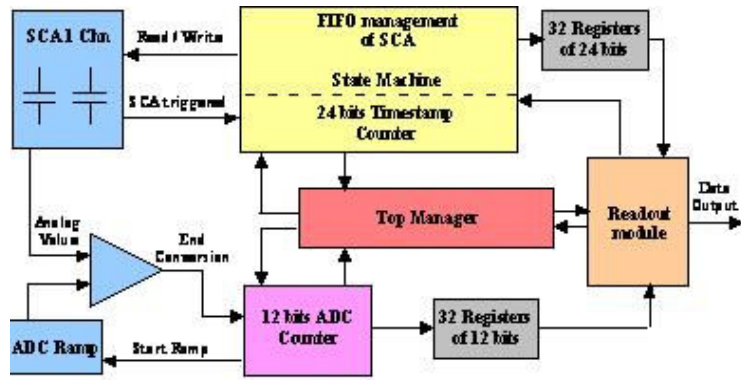 SCA1 Chn
Read / Write
SCA triggered
FIFO management
of SCA
State Machine
24 bits Timestamp
Counter
32 Registers
of 24 bits
Top Manager
Readout
module
Data
Output
Analog
Value
End
Conversion
12 bits ADC
Counter
32 Registers
of 12 bits
ADC Ramp
Start Ramp